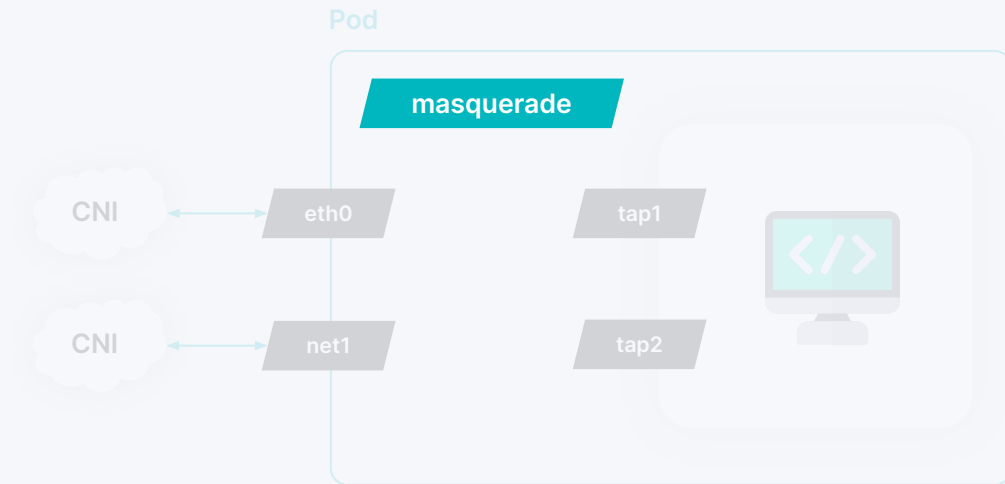 Pod
masquerade
CNI
eth0
tap1
</>
CNI
net1
tap2